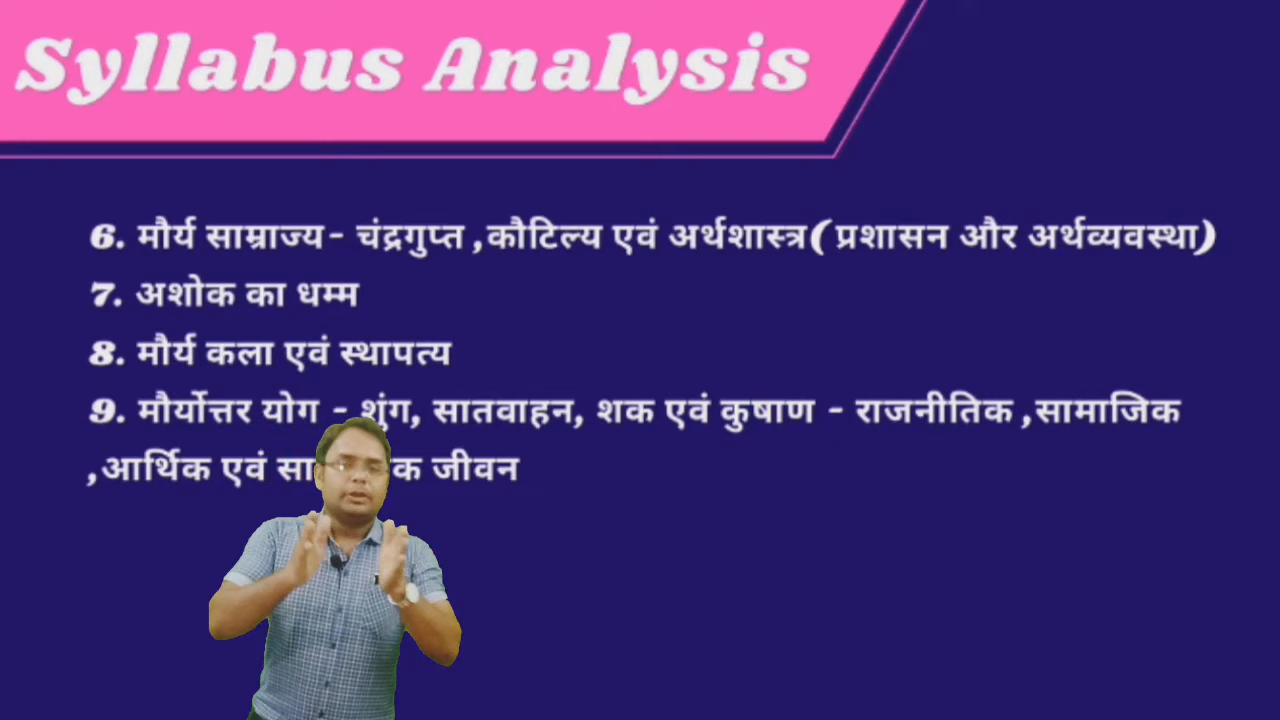 Syllabus Analysis
6. मौर्य साम्राज्य- चंद्रगुप्त ,कौटिल्य एवं अर्थशास्त्र( प्रशासन और अर्थव्यवस्था)
7. अशोक का धम्म
8. मौर्य कला एवं स्थापत्य
9. मौर्योत्तर योग - शुंग, सातवाहन, शक एवं कुषाण - राजनीतिक ,सामाजिक
,आर्थिक एवं जीवन